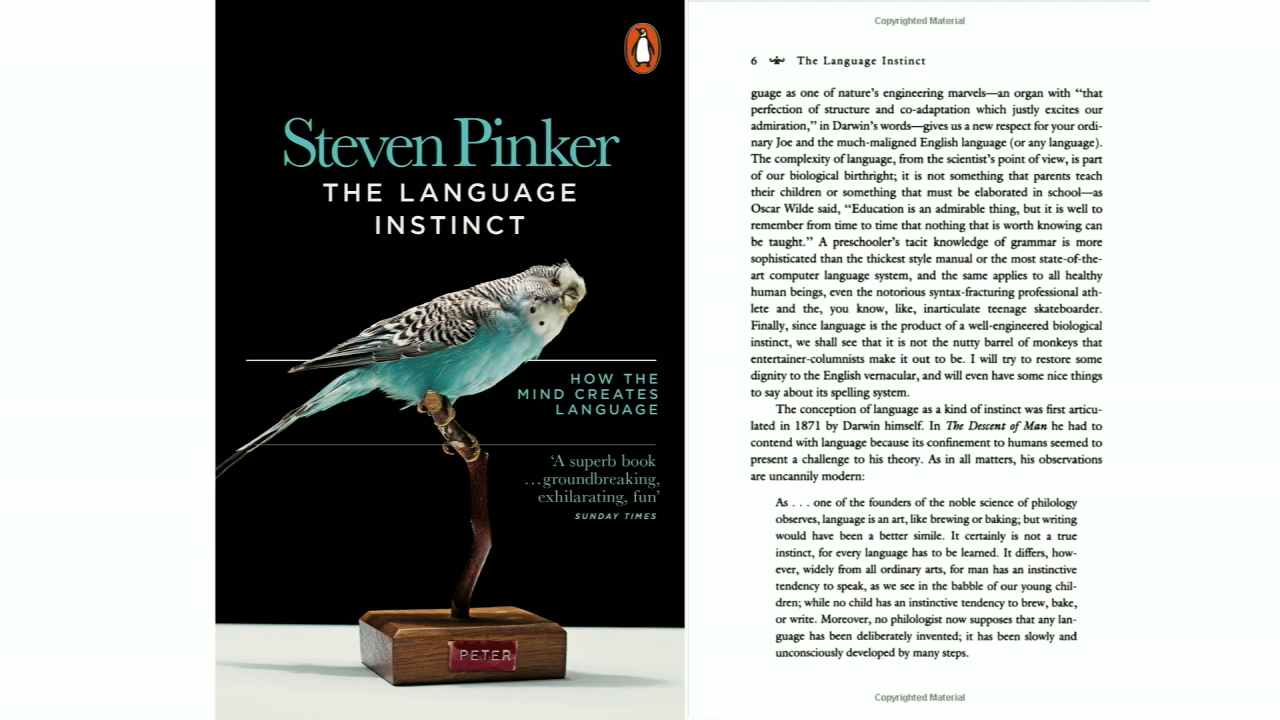 Steven Pinker
THE LANGUAGE
INSTINCT
HOW THE
MIND CREATES
LANGUAGE
'A superb book
...groundbreaking,
exhilarating, fun'
SUNDAY TIMES
PETER
Copyrighted Material
6 The Language Instinct
guage as one of nature's engineering marvels—an organ with "that
perfection of structure and co-adaptation which justly excites our
admiration," in Darwin's words—gives us a new respect for your ordi-
nary Joe and the much-maligned English language (or any language).
The complexity of language, from the scientist's point of view, is part
of our biological birthright; it is not something that parents teach
their children or something that must be elaborated in school—as
Oscar Wilde said, "Education is an admirable thing, but it is well to
remember from time to time that nothing that is worth knowing can
be taught." A preschooler's tacit knowledge of grammar is more
sophisticated than the thickest style manual or the most state-of-the-
art computer language system, and the same applies to all healthy
human beings, even the notorious syntax-fracturing professional ath-
lete and the, you know, like, inarticulate teenage skateboarder.
Finally, since language is the product of a well-engineered biological
instinct, we shall see that it is not the nutty barrel of monkeys that
entertainer-columnists make it out to be. I will try to restore some
dignity to the English vernacular, and will even have some nice things
to say about its spelling system.
The conception of language as a kind of instinct was first articu-
lated in 1871 by Darwin himself. In The Descent of Man he had to
contend with language because its confinement to humans seemed to
present a challenge to his theory. As in all matters, his observations
are uncannily modern:
As . . . one of the founders of the noble science of philology
observes, language is an art, like brewing or baking; but writing
would have been a better simile. It certainly is not a true
instinct, for every language has to be learned. It differs, how-
ever, widely from all ordinary arts, for man has an instinctive
tendency to speak, as we see in the babble of our young chil-
dren; while no child has an instinctive tendency to brew, bake,
or write. Moreover, no philologist now supposes that any lan-
guage has been deliberately invented; it has been slowly and
unconsciously developed by many steps.
Copyrighted Material